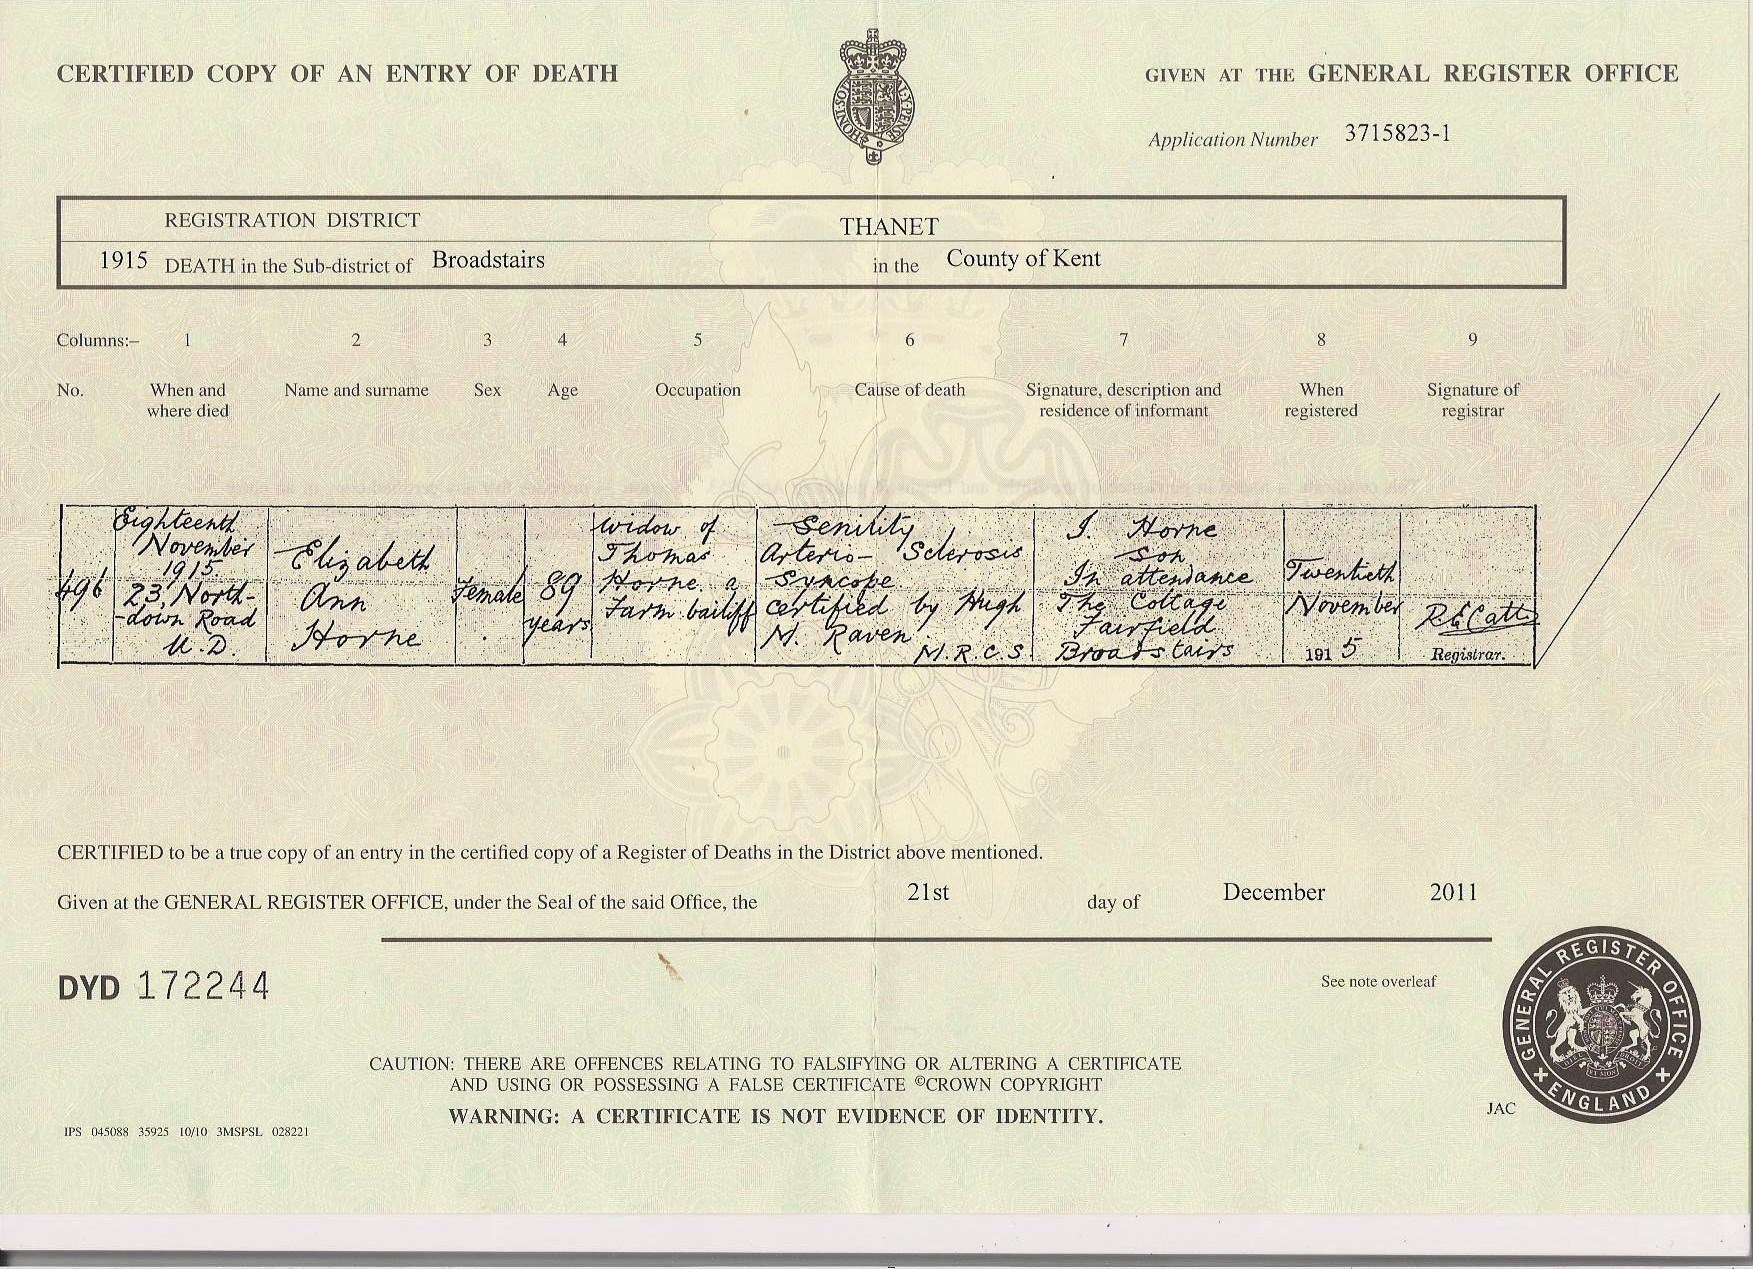 CERTIFIED COPY OF AN ENTRY OF DEATH
GIVEN AT THE GENERAL REGISTER OFFICE
HONI·SOIT·QUI·MAL·Y·PENSE
Application Number 3715823-1
REGISTRATION DISTRICT THANET
1915 DEATH in the Sub-district of Broadstairs in the County of Kent
Columns:– 1 2 3 4 5 6 7 8 9
No. When and Name and surname Sex Age Occupation Cause of death Signature, description and When Signature of
where died residence of informant registered registrar
496
Eighteenth
November
1915
23, North-
-down Road
U.D.
Elizabeth
Ann
Horne
Female
89
years
Widow of
Thomas
Horne a
Farm bailiff
Senility
Arterio- Sclerosis
Syncope
Certified by Hugh
M. Raven
M.R.C.S
Horne
Son
In attendance
The Cottage
Fairfield
Broadstairs
Twentieth
November
1915
R E Catt
Registrar.
CERTIFIED to be a true copy of an entry in the certified copy of a Register of Deaths in the District above mentioned.
Given at the GENERAL REGISTER OFFICE, under the Seal of the said Office, the 21st day of December 2011
DYD 172244
See note overleaf
GENERAL REGISTER OFFICE
ENGLAND
CAUTION: THERE ARE OFFENCES RELATING TO FALSIFYING OR ALTERING A CERTIFICATE
AND USING OR POSSESSING A FALSE CERTIFICATE ©CROWN COPYRIGHT
WARNING: A CERTIFICATE IS NOT EVIDENCE OF IDENTITY.
JAC
IPS 045088 35925 10/10 3MSPSL 028221